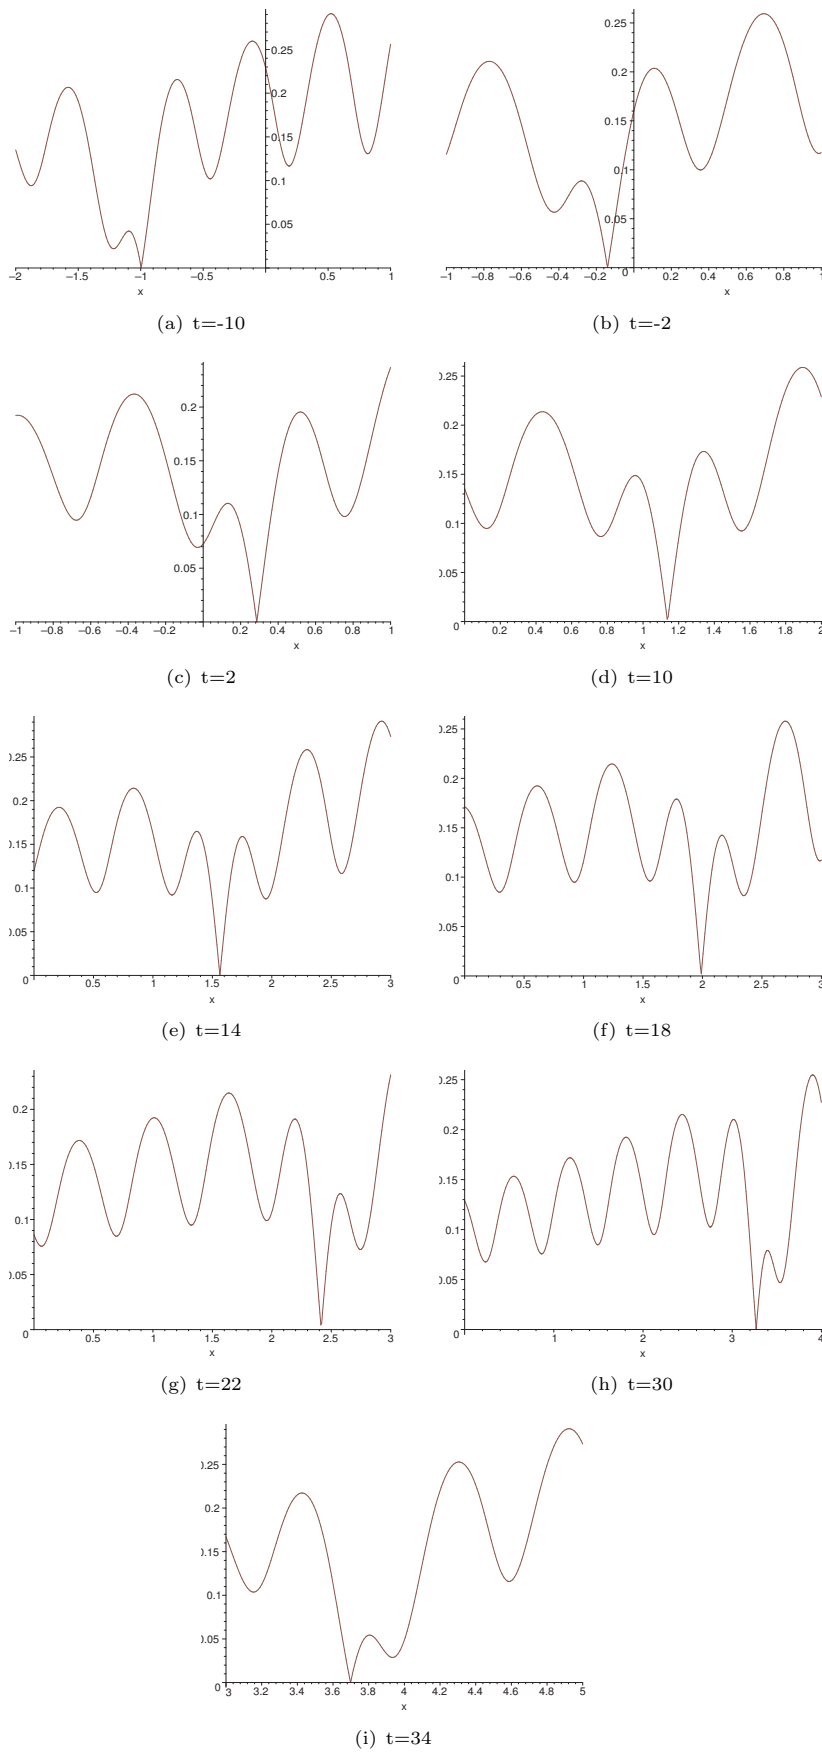 0.25
0.2
0.15
0.1
0.05
−2 −1.5 −1 −0.5 0.5 1
x
(a) t=-10
0.25
0.2
0.15
0.1
0.05
−1 −0.8 −0.6 −0.4 −0.2 0 0.2 0.4 0.6 0.8 1
x
(b) t=-2
0.2
0.15
0.1
0.05
−1 −0.8 −0.6 −0.4 −0.2 0.2 0.4 0.6 0.8 1
x
(c) t=2
0.25
0.2
0.15
0.1
0.05
0 0.2 0.4 0.6 0.8 1 1.2 1.4 1.6 1.8 2
x
(d) t=10
0.25
0.2
0.15
0.1
0.05
0 0.5 1 1.5 2 2.5 3
x
(e) t=14
0.25
0.2
0.15
0.1
0.05
0 0.5 1 1.5 2 2.5 3
x
(f) t=18
0.2
0.15
0.1
0.05
0 0.5 1 1.5 2 2.5 3
x
(g) t=22
0.25
0.2
0.15
0.1
0.05
0 1 2 3 4
x
(h) t=30
0.25
0.2
0.15
0.1
0.05
0 3 3.2 3.4 3.6 3.8 4 4.2 4.4 4.6 4.8 5
x
(i) t=34